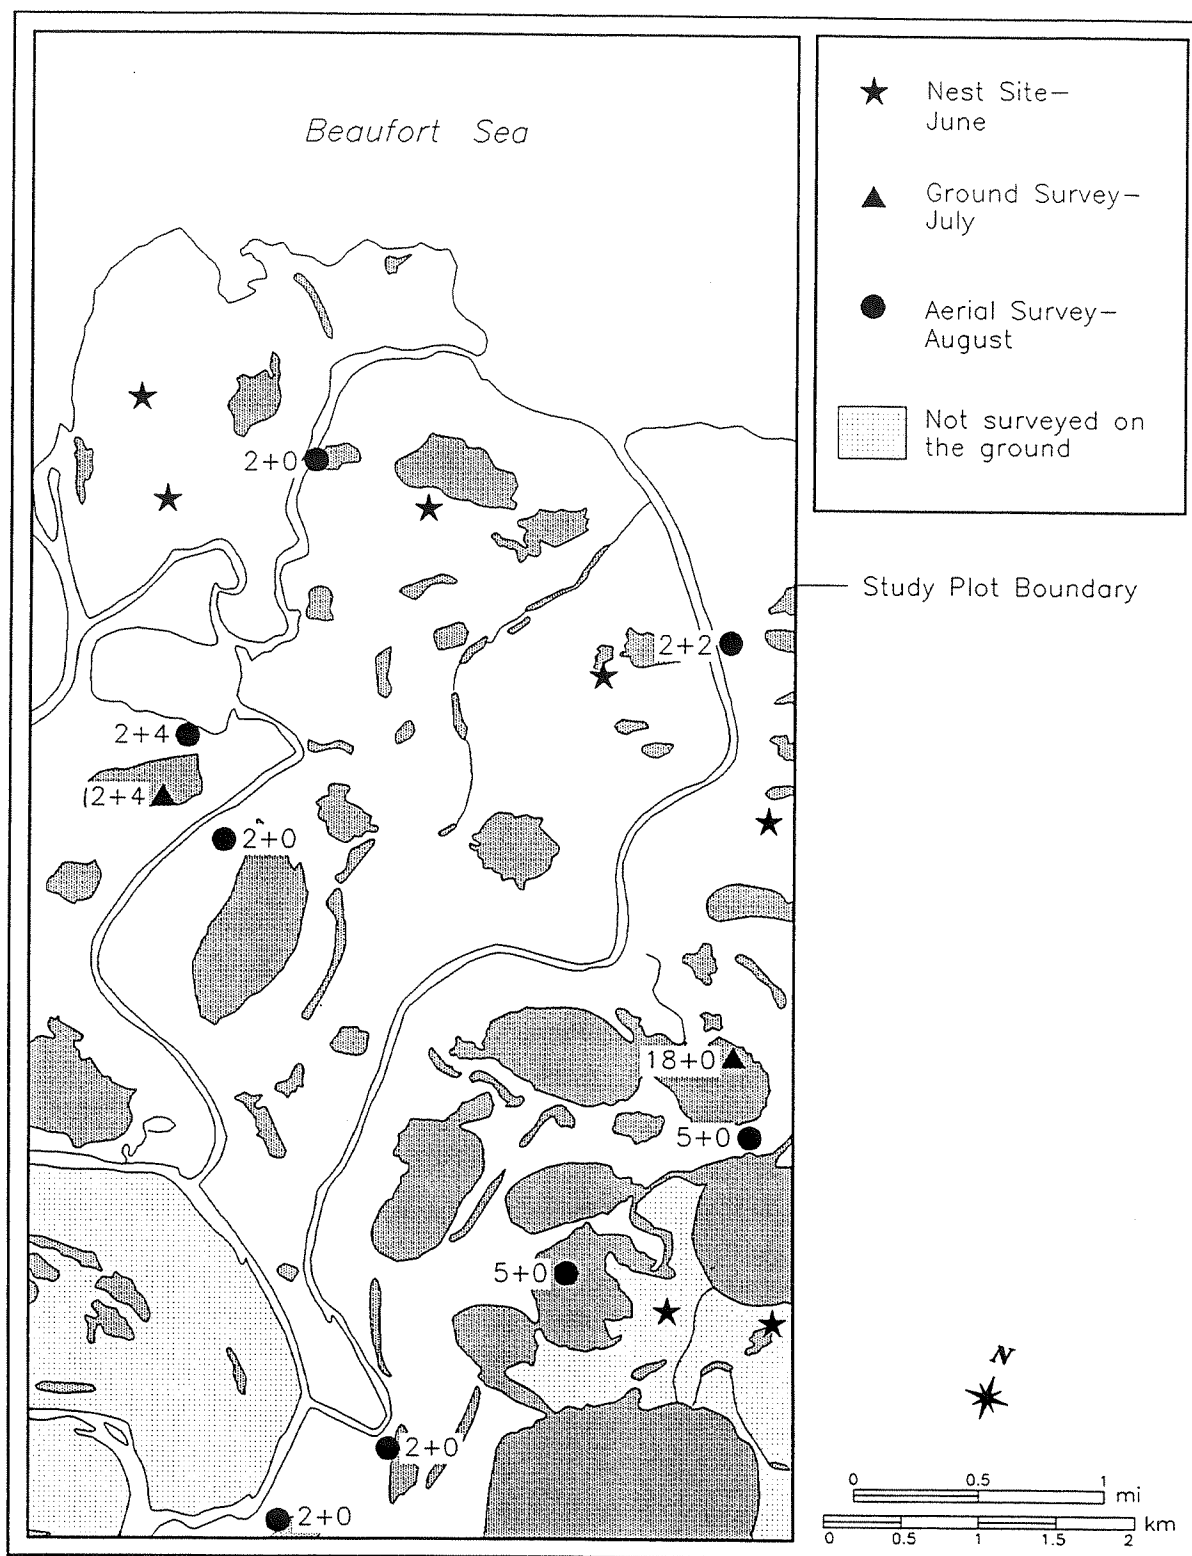 Beaufort Sea
2+0
2+2
2+4
2+4
2+0
18+0
5+0
5+0
2+0
2+0
Nest Site–
June
Ground Survey–
July
Aerial Survey–
August
Not surveyed on
the ground
Study Plot Boundary
N
0 0.5 1
mi
km
0 0.5 1 1.5 2